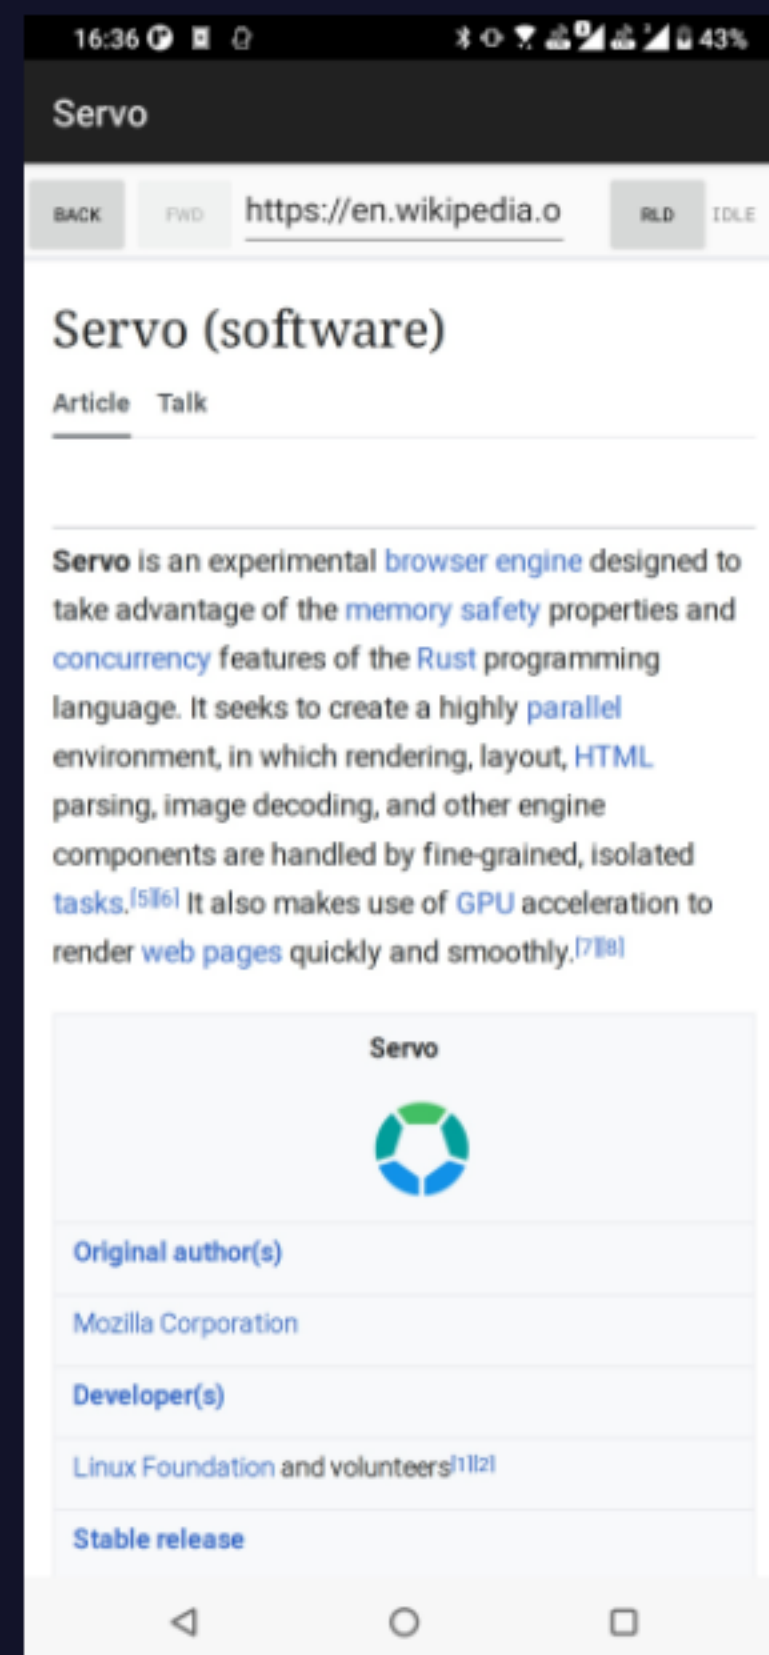 16:36
43%
Servo
BACK
FWD
https://en.wikipedia.o
RLD
IDLE
Servo (software)
Article Talk
Servo is an experimental browser engine designed to
take advantage of the memory safety properties and
concurrency features of the Rust programming
language. It seeks to create a highly parallel
environment, in which rendering, layout, HTML
parsing, image decoding, and other engine
components are handled by fine-grained, isolated
tasks.[5][6] It also makes use of GPU acceleration to
render web pages quickly and smoothly.[7][8]
Servo
Original author(s)
Mozilla Corporation
Developer(s)
Linux Foundation and volunteers[1][2]
Stable release